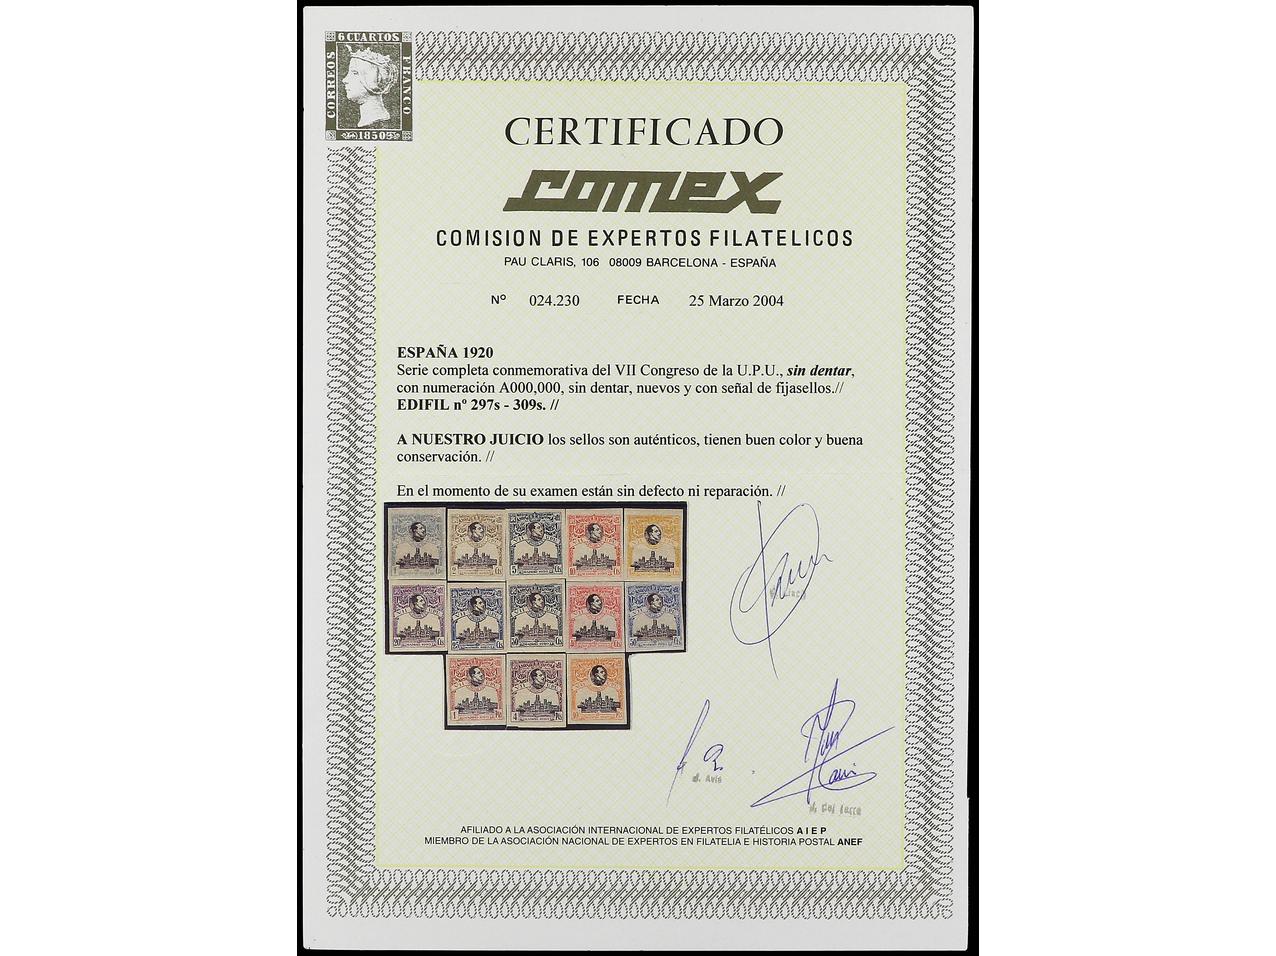 6 CUARTOS
CORREOS
FRANCO
1850
CERTIFICADO
comex
COMISION DE EXPERTOS FILATELICOS
PAU CLARIS, 106 08009 BARCELONA - ESPAÑA
Nº 024.230 FECHA 25 Marzo 2004
ESPAÑA 1920
Serie completa conmemorativa del VII Congreso de la U.P.U., sin dentar,
con numeración A000,000, sin dentar, nuevos y con señal de fijasellos.//
EDIFIL nº 297s - 309s. //
A NUESTRO JUICIO los sellos son auténticos, tienen buen color y buena
conservación. //
En el momento de su examen están sin defecto ni reparación. //
AFILIADO A LA ASOCIACIÓN INTERNACIONAL DE EXPERTOS FILATÉLICOS A I E P
MIEMBRO DE LA ASOCIACIÓN NACIONAL DE EXPERTOS EN FILATELIA E HISTORIA POSTAL ANEF